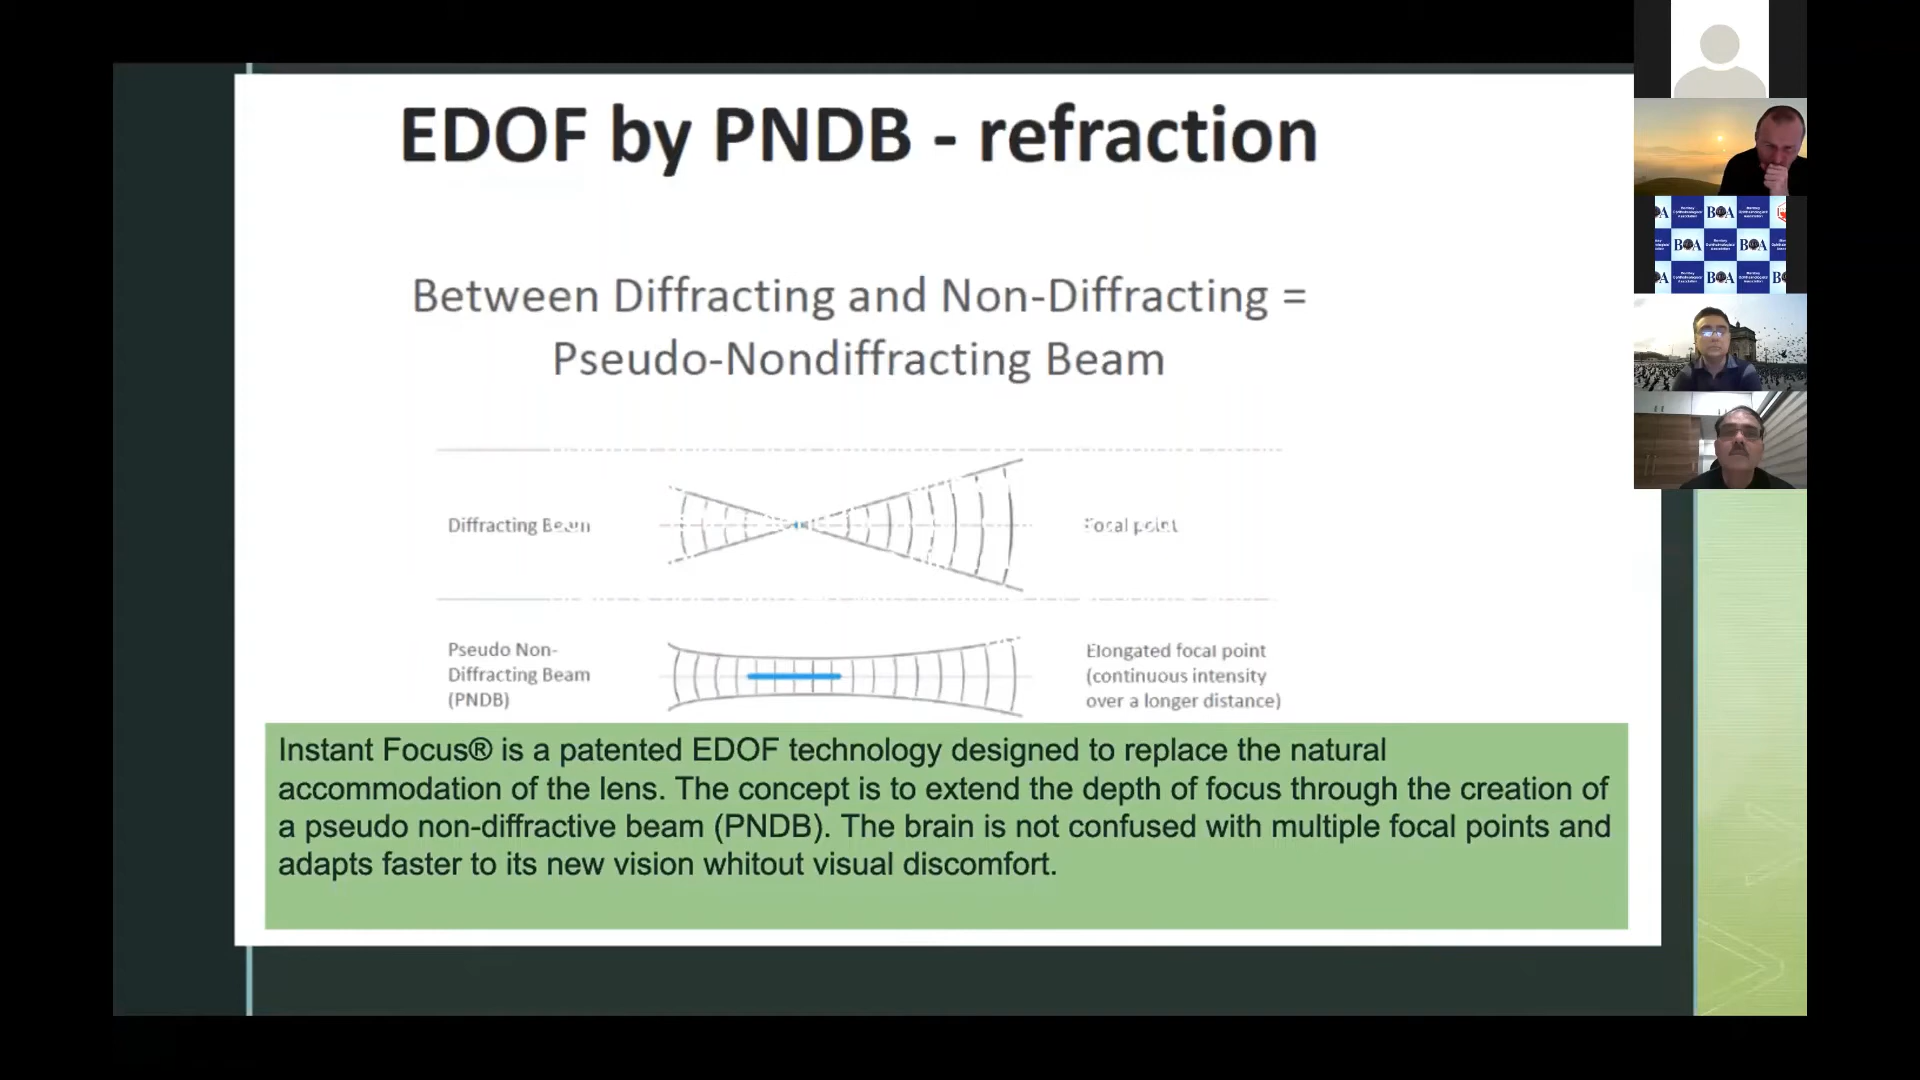 EDOF by PNDB - refraction
Between Diffracting and Non-Diffracting =
Pseudo-Nondiffracting Beam
Diffracting Beam
Focal point
Pseudo Non-
Diffracting Beam
(PNDB)
Elongated focal point
(continuous intensity
over a longer distance)
Instant Focus® is a patented EDOF technology designed to replace the natural
accommodation of the lens. The concept is to extend the depth of focus through the creation of
a pseudo non-diffractive beam (PNDB). The brain is not confused with multiple focal points and
adapts faster to its new vision whitout visual discomfort.
BOA
BOA
BOA
BOA